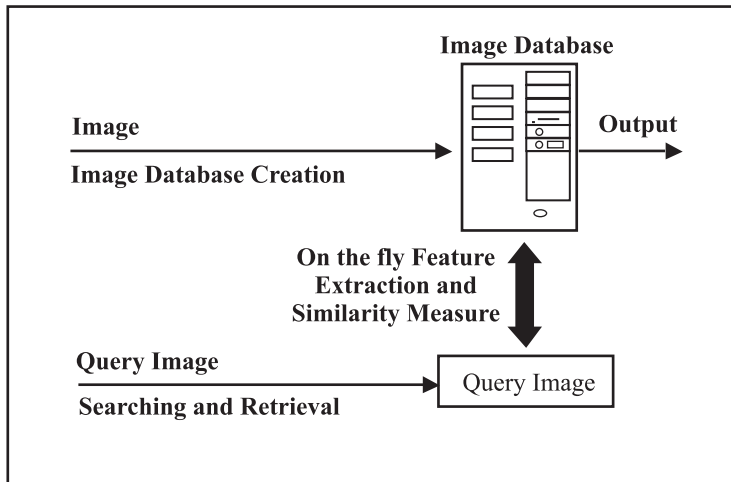 Image Database
Image
Output
Image Database Creation
On the fly Feature
Extraction and
Similarity Measure
Query Image
Query Image
Searching and Retrieval